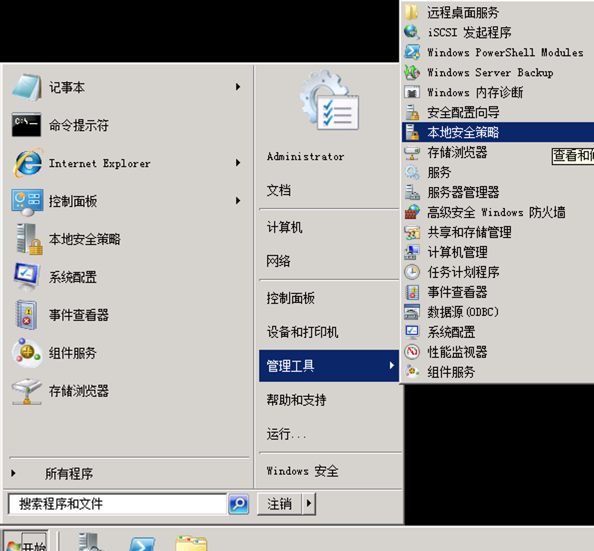 记事本
命令提示符
Internet Explorer
控制面板
本地安全策略
系统配置
事件查看器
组件服务
存储浏览器
所有程序
搜索程序和文件
开始
Administrator
文档
计算机
网络
控制面板
设备和打印机
管理工具
帮助和支持
运行...
Windows 安全
注销
远程桌面服务
iSCSI 发起程序
Windows PowerShell Modules
Windows Server Backup
Windows 内存诊断
安全配置向导
本地安全策略
存储浏览器
查看和
服务
服务器管理器
高级安全 Windows 防火墙
共享和存储管理
计算机管理
任务计划程序
事件查看器
数据源(ODBC)
系统配置
性能监视器
组件服务